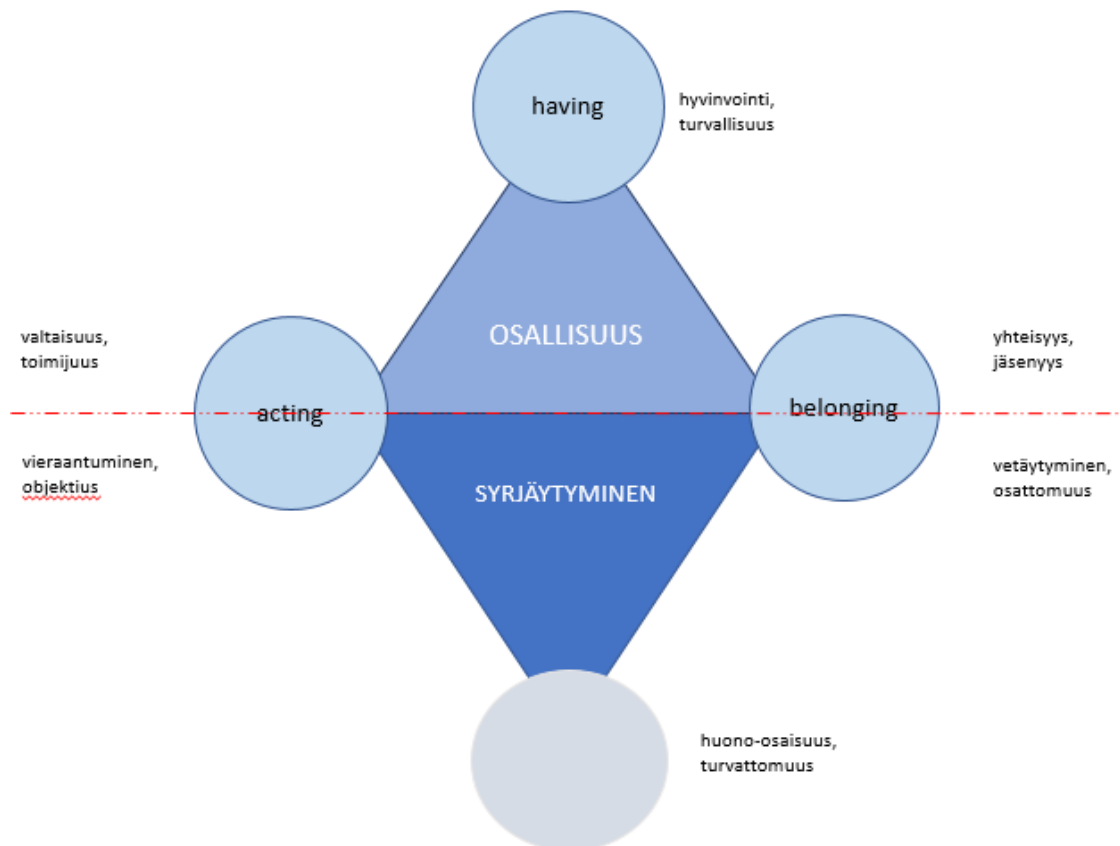 having
hyvinvointi,
turvallisuus
OSALLISUUS
valtaisuus,
toimijuus
yhteisyys,
jäsenyys
acting
belonging
vieraantuminen,
objektius
SYRJÄYTYMINEN
vetäytyminen,
osattomuus
huono-osaisuus,
turvattomuus